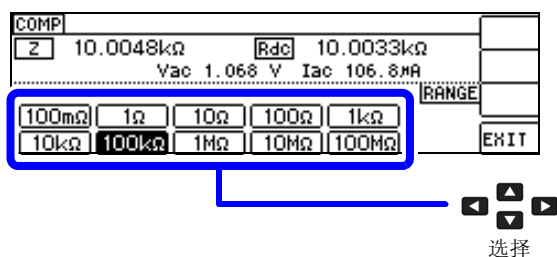 COMP
Z 10.0048kΩ Rdc 10.0033kΩ
Vac 1.068 V Iac 106.8мA
RANGE
100mΩ 1Ω 10Ω 100Ω 1kΩ
10kΩ 100kΩ 1MΩ 10MΩ 100MΩ
EXIT
选择